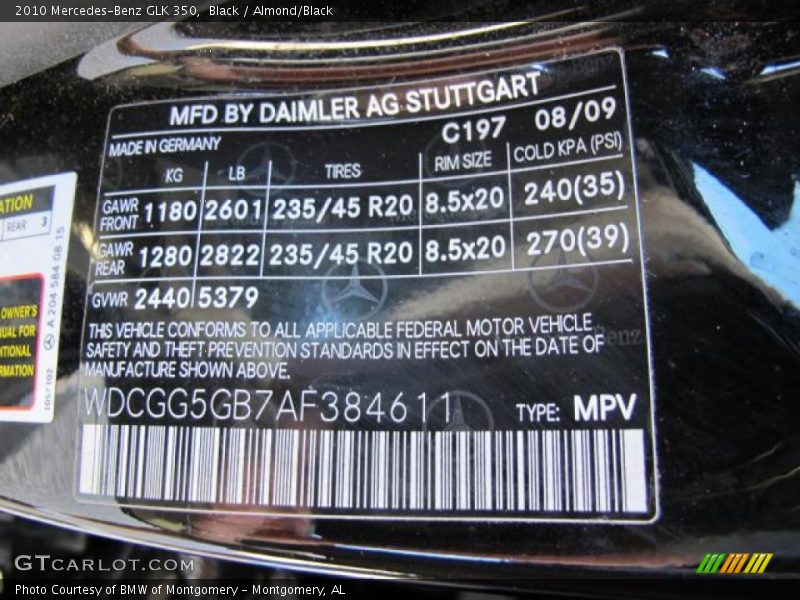 2010 Mercedes-Benz GLK 350,  Black / Almond/Black
MFD BY DAIMLER AG STUTTGART
MADE IN GERMANY C197 08/09
KG LB TIRES RIM SIZE COLD KPA (PSI)
GAWR FRONT 1180 2601 235/45 R20 8.5x20 240(35)
GAWR REAR 1280 2822 235/45 R20 8.5x20 270(39)
GVWR 2440 5379
THIS VEHICLE CONFORMS TO ALL APPLICABLE FEDERAL MOTOR VEHICLE
SAFETY AND THEFT PREVENTION STANDARDS IN EFFECT ON THE DATE OF
MANUFACTURE SHOWN ABOVE.
WDCGG5GB7AF384611 TYPE: MPV
REAR 3
OWNER'S
FOR
A 204 584 08 15
GTCARLOT.COM
Photo Courtesy of BMW of Montgomery - Montgomery, AL